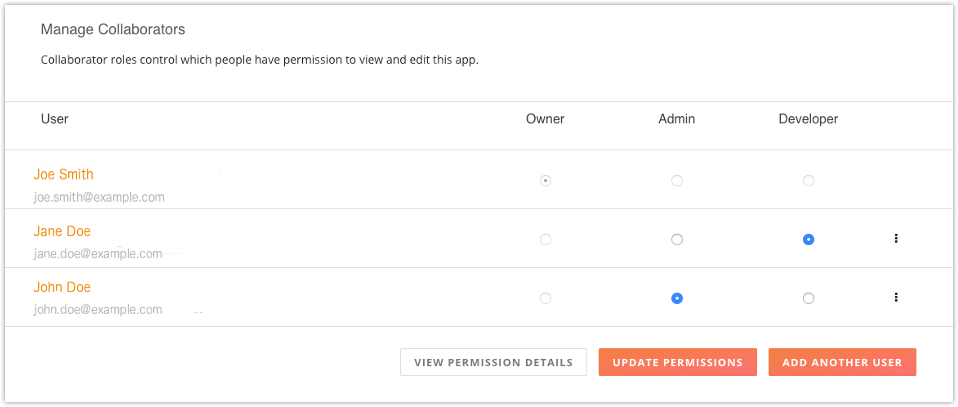 Manage Collaborators
Collaborator roles control which people have permission to view and edit this app.
User Owner Admin Developer
Joe Smith
joe.smith@example.com
Jane Doe
jane.doe@example.com
John Doe
john.doe@example.com
VIEW PERMISSION DETAILS UPDATE PERMISSIONS ADD ANOTHER USER